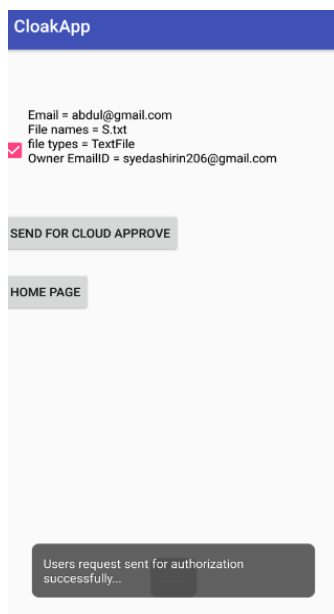 CloakApp
Email = abdul@gmail.com
File names = S.txt
file types = TextFile
Owner EmailID = syedashirin206@gmail.com
SEND FOR CLOUD APPROVE
HOME PAGE
Users request sent for authorization
successfully...